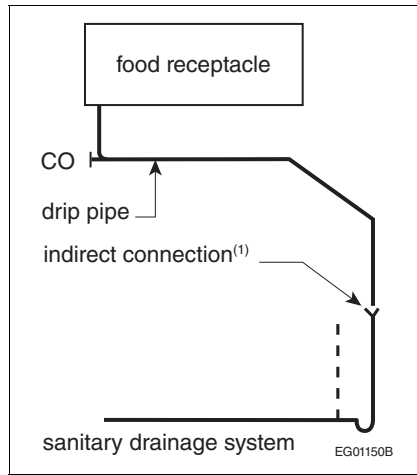 food receptacle
CO
drip pipe
indirect connection(1)
sanitary drainage system
EG01150B